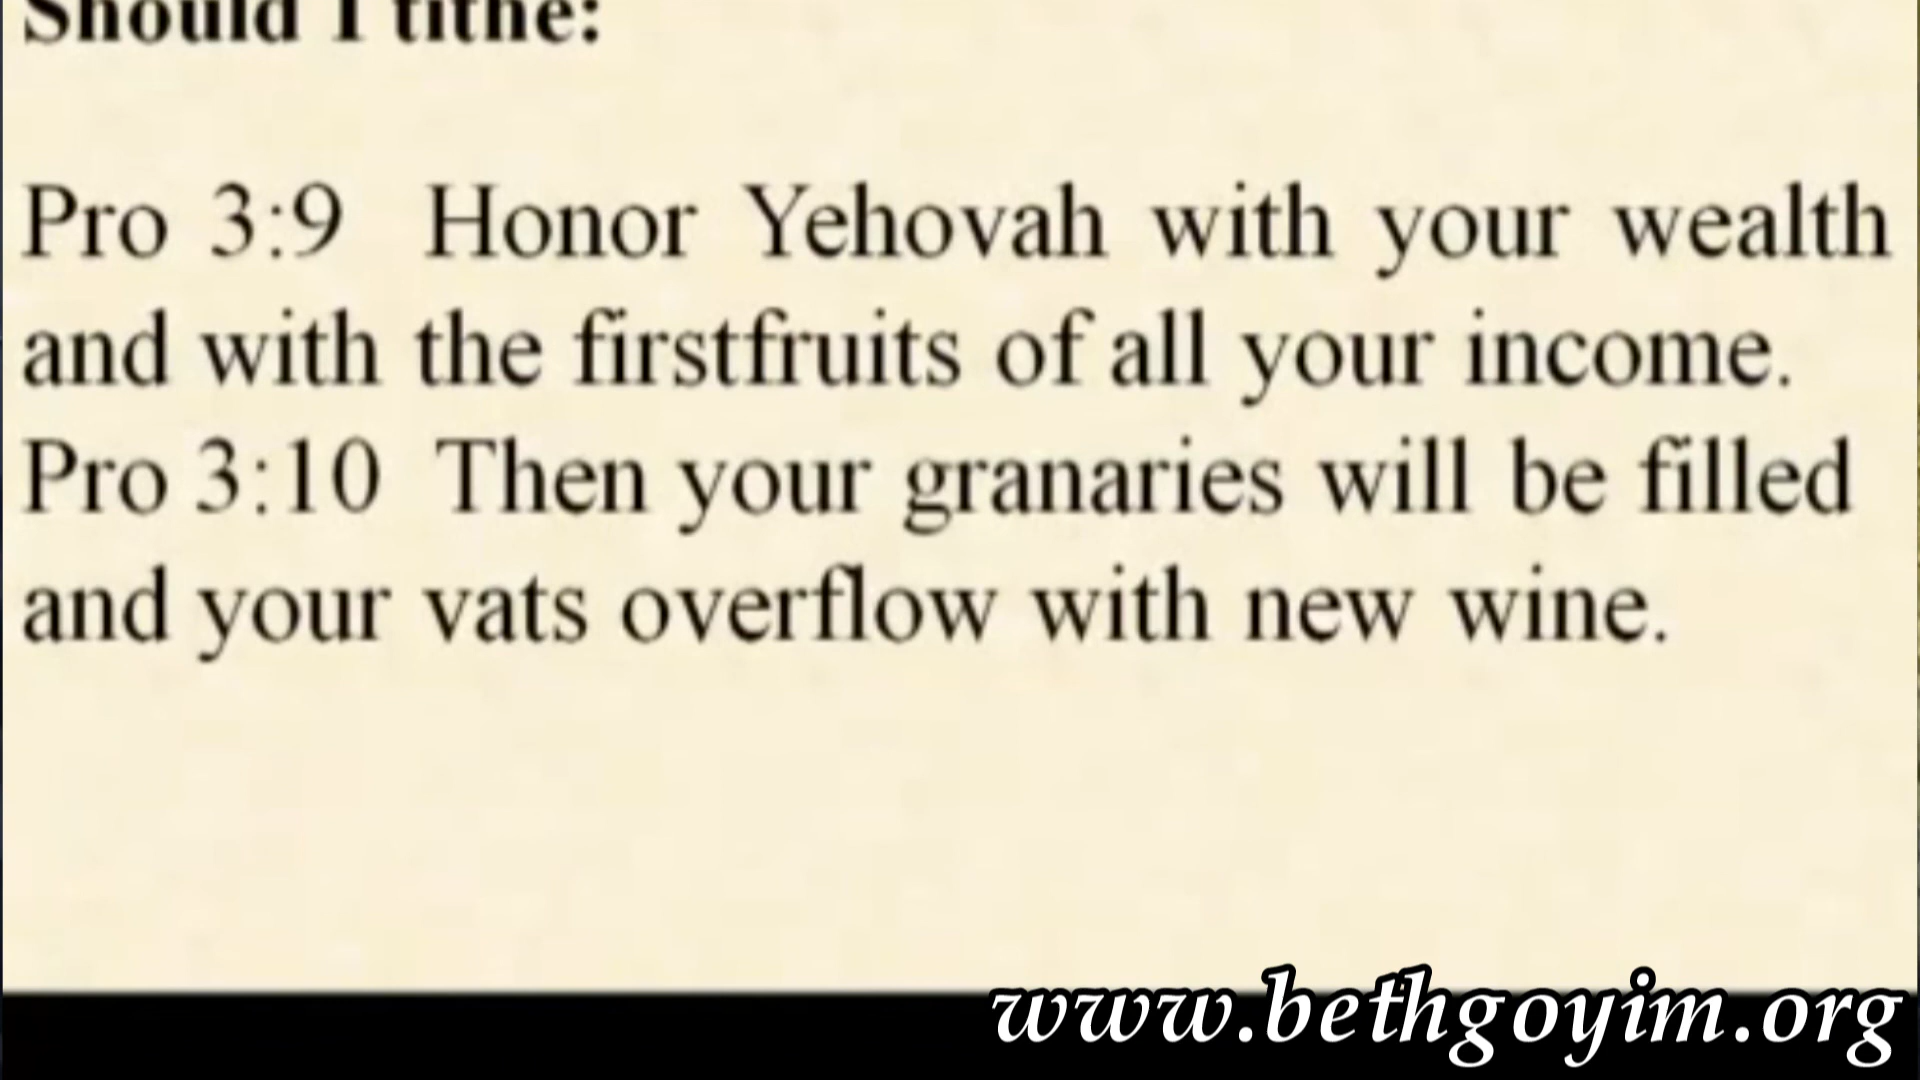 Should I tithe:
Pro 3:9 Honor Yehovah with your wealth
and with the firstfruits of all your income.
Pro 3:10 Then your granaries will be filled
and your vats overflow with new wine.
www.bethgoyim.org